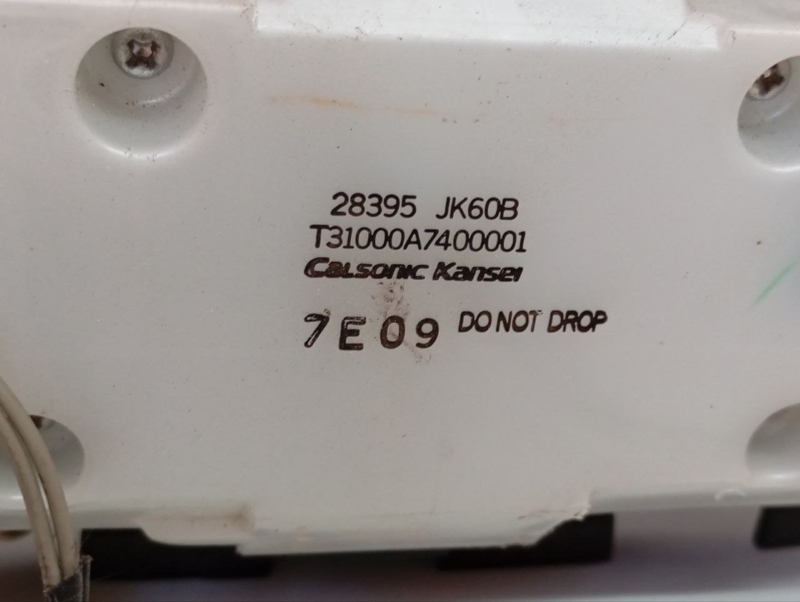 28395 JK60B
T31000A7400001
Calsonic Kansei
7E09 DO NOT DROP